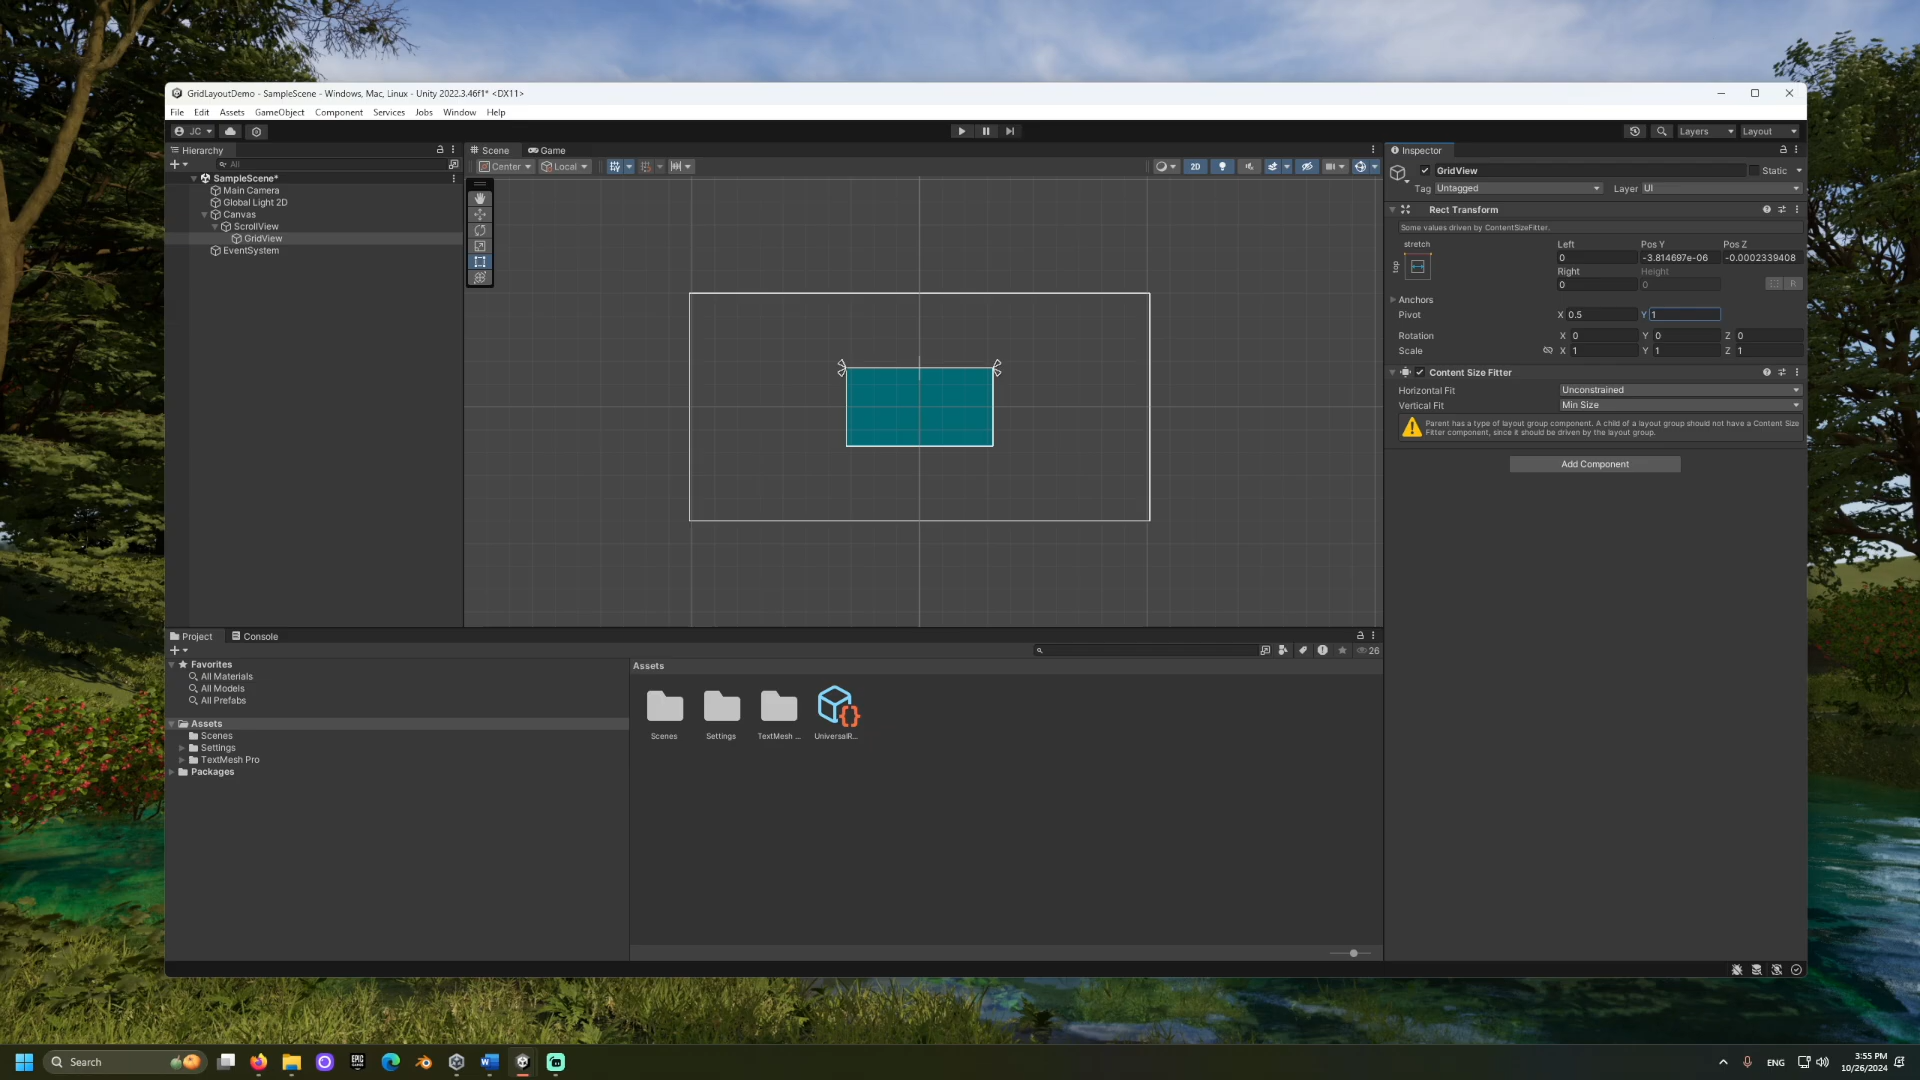 GridLayoutDemo - SampleScene - Windows, Mac, Linux - Unity 2022.3.46f1* <DX11>
File Edit Assets GameObject Component Services Jobs Window Help
JC
Layers
Layout
Hierarchy
All
SampleScene*
Main Camera
Global Light 2D
Canvas
ScrollView
GridView
EventSystem
Scene Game
Center Local
2D
Inspector
GridView
Static
Tag Untagged Layer UI
Rect Transform
Some values driven by ContentSizeFitter.
stretch
top
Left Pos Y Pos Z
0 -3.814697e-06 -0.0002339408
Right Height
0 0
R
Anchors
Pivot X 0.5 Y 1
Rotation X 0 Y 0 Z 0
Scale X 1 Y 1 Z 1
Content Size Fitter
Horizontal Fit Unconstrained
Vertical Fit Min Size
Parent has a type of layout group component. A child of a layout group should not have a Content Size
Fitter component, since it should be driven by the layout group.
Add Component
Project Console
26
Favorites
All Materials
All Models
All Prefabs
Assets
Scenes
Settings
TextMesh Pro
Packages
Assets
Scenes Settings TextMesh ... UniversalR...
Search
EPIC GAMES
W
ENG
3:55 PM
10/26/2024